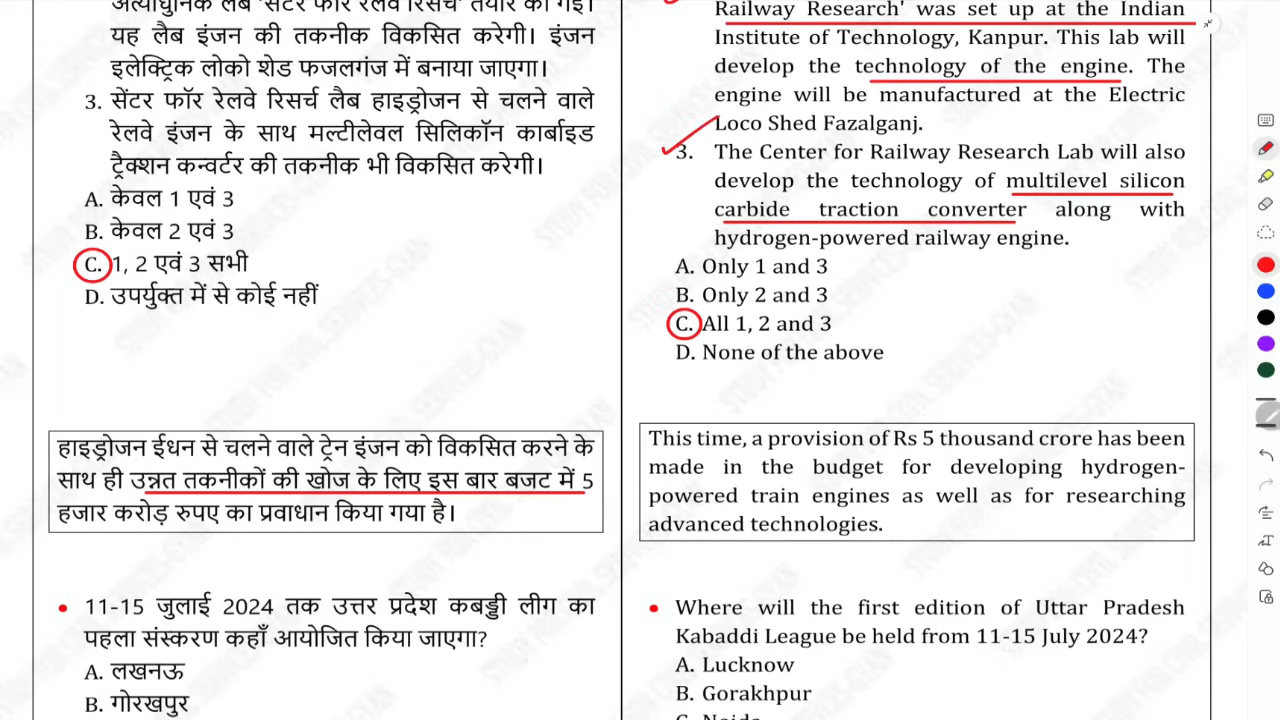 अत्याधुनिक लैब 'सेंटर फॉर रेलवे रिसर्च' तैयार की गई।
यह लैब इंजन की तकनीक विकसित करेगी। इंजन
इलेक्ट्रिक लोको शेड फजलगंज में बनाया जाएगा।
3. सेंटर फॉर रेलवे रिसर्च लैब हाइड्रोजन से चलने वाले
रेलवे इंजन के साथ मल्टीलेवल सिलिकॉन कार्बाइड
ट्रैक्शन कन्वर्टर की तकनीक भी विकसित करेगी।
A. केवल 1 एवं 3
B. केवल 2 एवं 3
C. 1, 2 एवं 3 सभी
D. उपर्युक्त में से कोई नहीं
हाइड्रोजन ईधन से चलने वाले ट्रेन इंजन को विकसित करने के
साथ ही उन्नत तकनीकों की खोज के लिए इस बार बजट में 5
हजार करोड़ रुपए का प्रवाधान किया गया है।
• 11-15 जुलाई 2024 तक उत्तर प्रदेश कबड्डी लीग का
पहला संस्करण कहाँ आयोजित किया जाएगा?
A. लखनऊ
B. गोरखपुर
Railway Research' was set up at the Indian
Institute of Technology, Kanpur. This lab will
develop the technology of the engine. The
engine will be manufactured at the Electric
Loco Shed Fazalganj.
3. The Center for Railway Research Lab will also
develop the technology of multilevel silicon
carbide traction converter along with
hydrogen-powered railway engine.
A. Only 1 and 3
B. Only 2 and 3
C. All 1, 2 and 3
D. None of the above
This time, a provision of Rs 5 thousand crore has been
made in the budget for developing hydrogen-
powered train engines as well as for researching
advanced technologies.
• Where will the first edition of Uttar Pradesh
Kabaddi League be held from 11-15 July 2024?
A. Lucknow
B. Gorakhpur
C. Noida